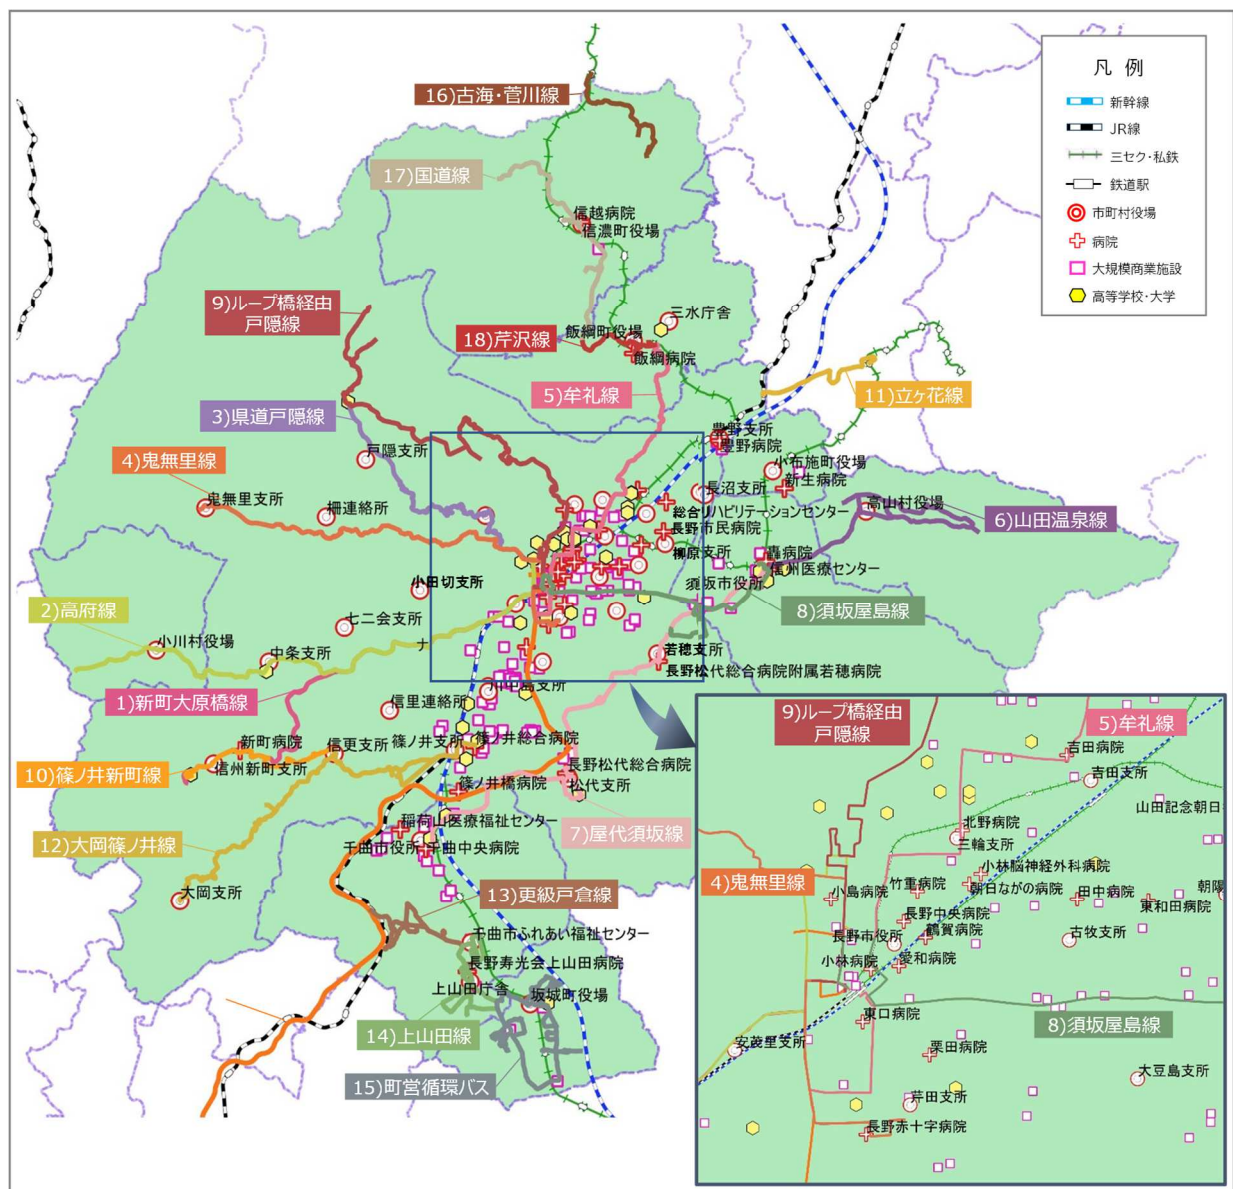 凡 例
新幹線
JR線
三セク・私鉄
鉄道駅
市町村役場
病院
大規模商業施設
高等学校・大学
16)古海・菅川線
17)国道線
信越病院
信濃町役場
9)ループ橋経由
戸隠線
三水庁舎
飯綱町役場
18)芹沢線
飯綱病院
5)牟礼線
11)立ヶ花線
3)県道戸隠線
豊野支所
豊野病院
4)鬼無里線
戸隠支所
小布施町役場
新生病院
長沼支所
鬼無里支所
柵連絡所
総合リハビリテーションセンター
高山村役場
6)山田温泉線
長野市民病院
柳原支所
轟病院
信州医療センター
小田切支所
須坂市役所
8)須坂屋島線
2)高府線
七二会支所
小川村役場
中条支所
若穂支所
長野松代総合病院附属若穂病院
川中島支所
1)新町大原橋線
信里連絡所
新町病院
信更支所
篠ノ井支所
篠ノ井総合病院
10)篠ノ井新町線
信州新町支所
長野松代総合病院
松代支所
篠ノ井橋病院
稲荷山医療福祉センター
7)屋代須坂線
12)大岡篠ノ井線
千曲市役所
千曲中央病院
大岡支所
13)更級戸倉線
千曲市ふれあい福祉センター
長野寿光会上山田病院
上山田庁舎
坂城町役場
14)上山田線
15)町営循環バス
9)ループ橋経由
戸隠線
5)牟礼線
吉田病院
吉田支所
山田記念朝日
北野病院
三輪支所
小林脳神経外科病院
4)鬼無里線
小島病院
竹重病院
朝日ながの病院
田中病院
朝陽
東和田病院
長野中央病院
長野市役所
鶴賀病院
古牧支所
小林病院
愛和病院
東口病院
8)須坂屋島線
安茂里支所
栗田病院
大豆島支所
芹田支所
長野赤十字病院